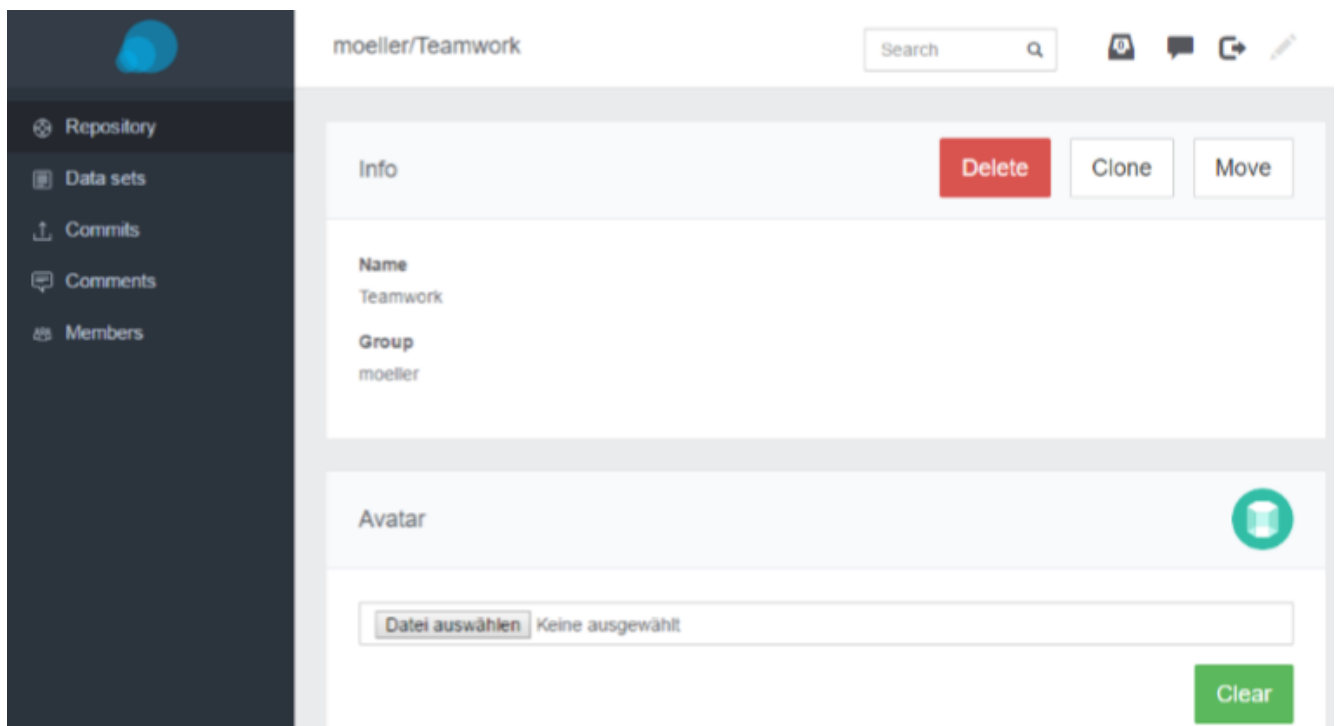 moeller/Teamwork
Search
0
Repository
Data sets
Commits
Comments
Members
Info
Delete
Clone
Move
Name
Teamwork
Group
moeller
Avatar
Datei auswählen Keine ausgewählt
Clear